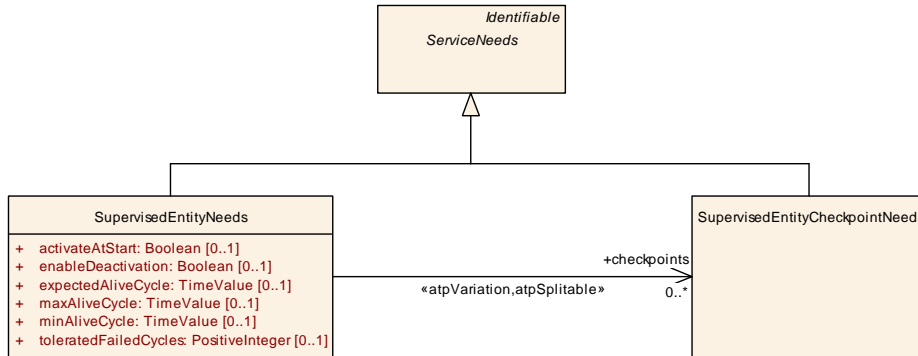 Identifiable
ServiceNeeds
SupervisedEntityNeeds
+ activateAtStart: Boolean [0..1]
+ enableDeactivation: Boolean [0..1]
+ expectedAliveCycle: TimeValue [0..1]
+ maxAliveCycle: TimeValue [0..1]
+ minAliveCycle: TimeValue [0..1]
+ toleratedFailedCycles: PositiveInteger [0..1]
SupervisedEntityCheckpointNeed
+checkpoints
«atpVariation,atpSplitable»
0..*